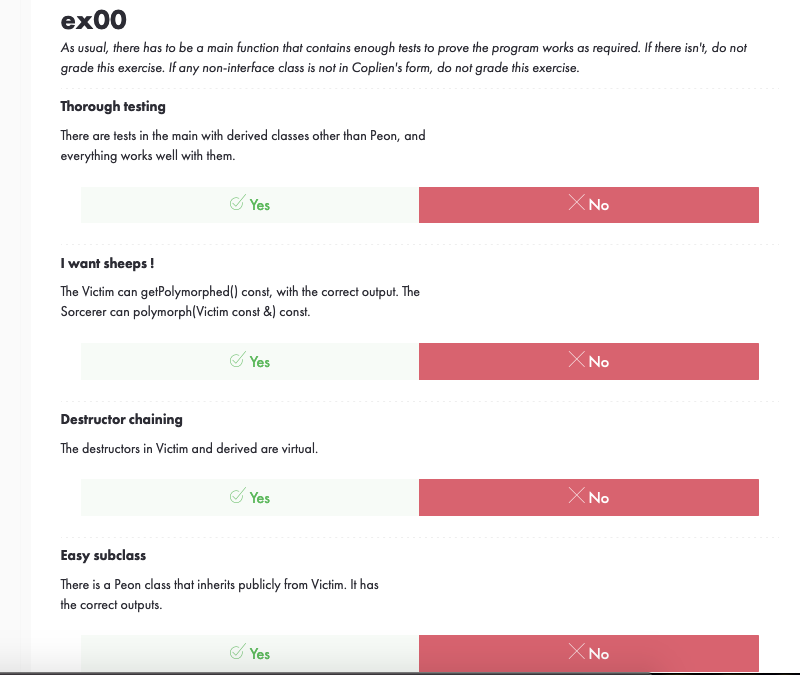 ex00
As usual, there has to be a main function that contains enough tests to prove the program works as required. If there isn't, do not
grade this exercise. If any non-interface class is not in Coplien's form, do not grade this exercise.
Thorough testing
There are tests in the main with derived classes other than Peon, and
everything works well with them.
Yes
No
I want sheeps !
The Victim can getPolymorphed() const, with the correct output. The
Sorcerer can polymorph(Victim const &) const.
Yes
No
Destructor chaining
The destructors in Victim and derived are virtual.
Yes
No
Easy subclass
There is a Peon class that inherits publicly from Victim. It has
the correct outputs.
Yes
No